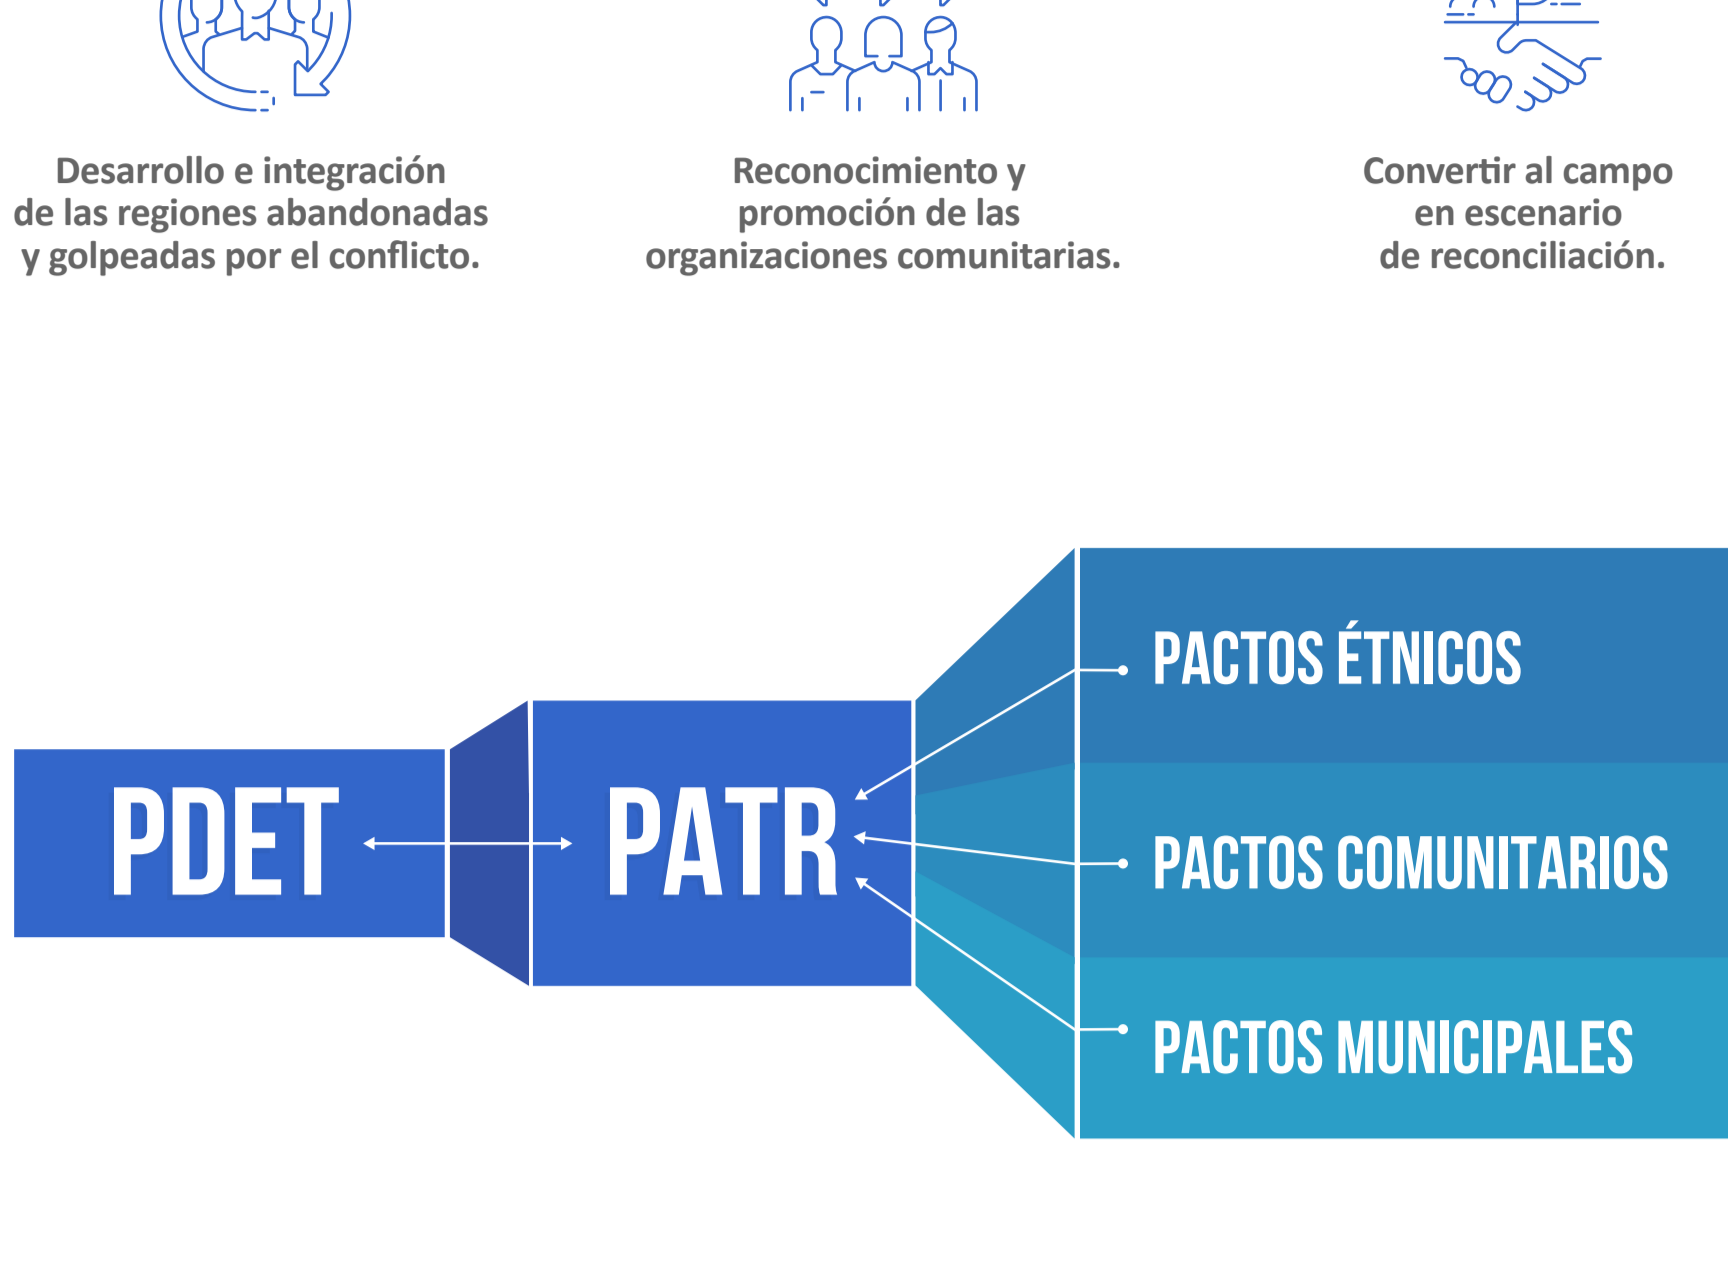 Desarrollo e integración
de las regiones abandonadas
y golpeadas por el conflicto.
Reconocimiento y
promoción de las
organizaciones comunitarias.
Convertir al campo
en escenario
de reconciliación.
PDET
PATR
PACTOS ÉTNICOS
PACTOS COMUNITARIOS
PACTOS MUNICIPALES